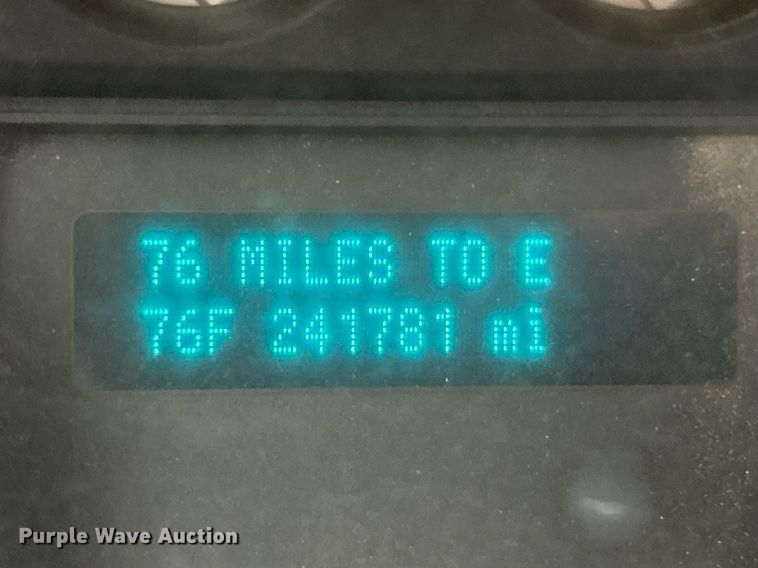 76 MILES TO E
76F 241781 mi
Purple Wave Auction